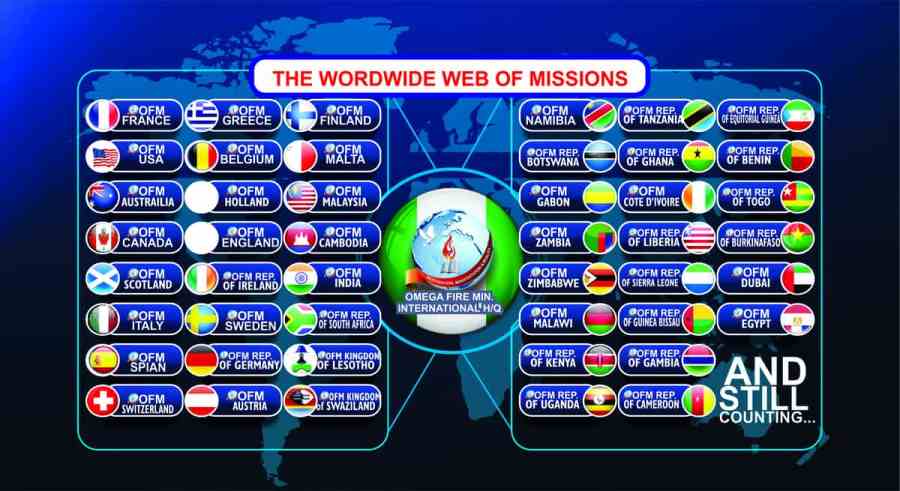 THE WORDWIDE WEB OF MISSIONS
OFM
FRANCE
OFM
GREECE
OFM
FINLAND
OFM
USA
OFM
BELGIUM
OFM
MALTA
OFM
AUSTRAILIA
OFM
HOLLAND
OFM
MALAYSIA
OFM
CANADA
OFM
ENGLAND
OFM
CAMBODIA
OFM
SCOTLAND
OFM REP.
OF IRELAND
OFM
INDIA
OFM
ITALY
OFM
SWEDEN
OFM REP.
OF SOUTH AFRICA
OFM
SPIAN
OFM REP.
OF GERMANY
OFM KINGDON
OF LESOTHO
OFM
SWITZERLAND
OFM
AUSTRIA
OFM KINGDOM
of SWAZILAND
OMEGA FIRE MIN.
INTERNATIONAL H/Q
OFM
NAMIBIA
OFM REP.
OF TANZANIA
OFM REP.
OF EQUITORIAL GUINEA
OFM REP.
BOTSWANA
OFM REP.
OF GHANA
OFM REP.
OF BENIN
OFM
GABON
OFM
COTE D'IVOIRE
OFM REP.
OF TOGO
OFM
ZAMBIA
OFM REP.
OF LIBERIA
OFM REP.
OF BURKINAFASO
OFM
ZIMBABWE
OFM REP.
OF SIERRA LEONE
OFM
DUBAI
OFM
MALAWI
OFM REP.
OF GUINEA BISSAU
OFM
EGYPT
OFM REP.
OF KENYA
OFM REP.
OF GAMBIA
OFM REP.
OF UGANDA
OFM REP.
OF CAMEROON
AND
STILL
COUNTING...